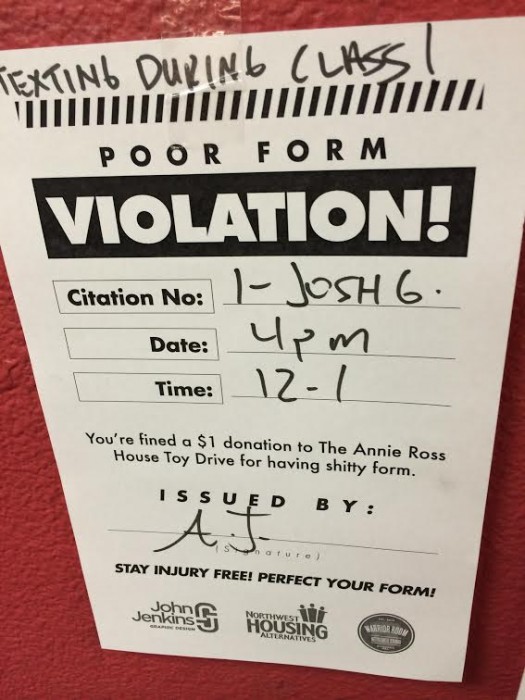 TEXTING DURING CLASS!
POOR FORM
VIOLATION!
Citation No: 1- JOSH G.
Date: 4pm
Time: 12-1
You're fined a $1 donation to The Annie Ross
House Toy Drive for having shitty form.
ISSUED BY:
A.J.
(Signature)
STAY INJURY FREE! PERFECT YOUR FORM!
John
Jenkins
GRAPHIC DESIGN
NORTHWEST
HOUSING
ALTERNATIVES
WARRIOR ROOM